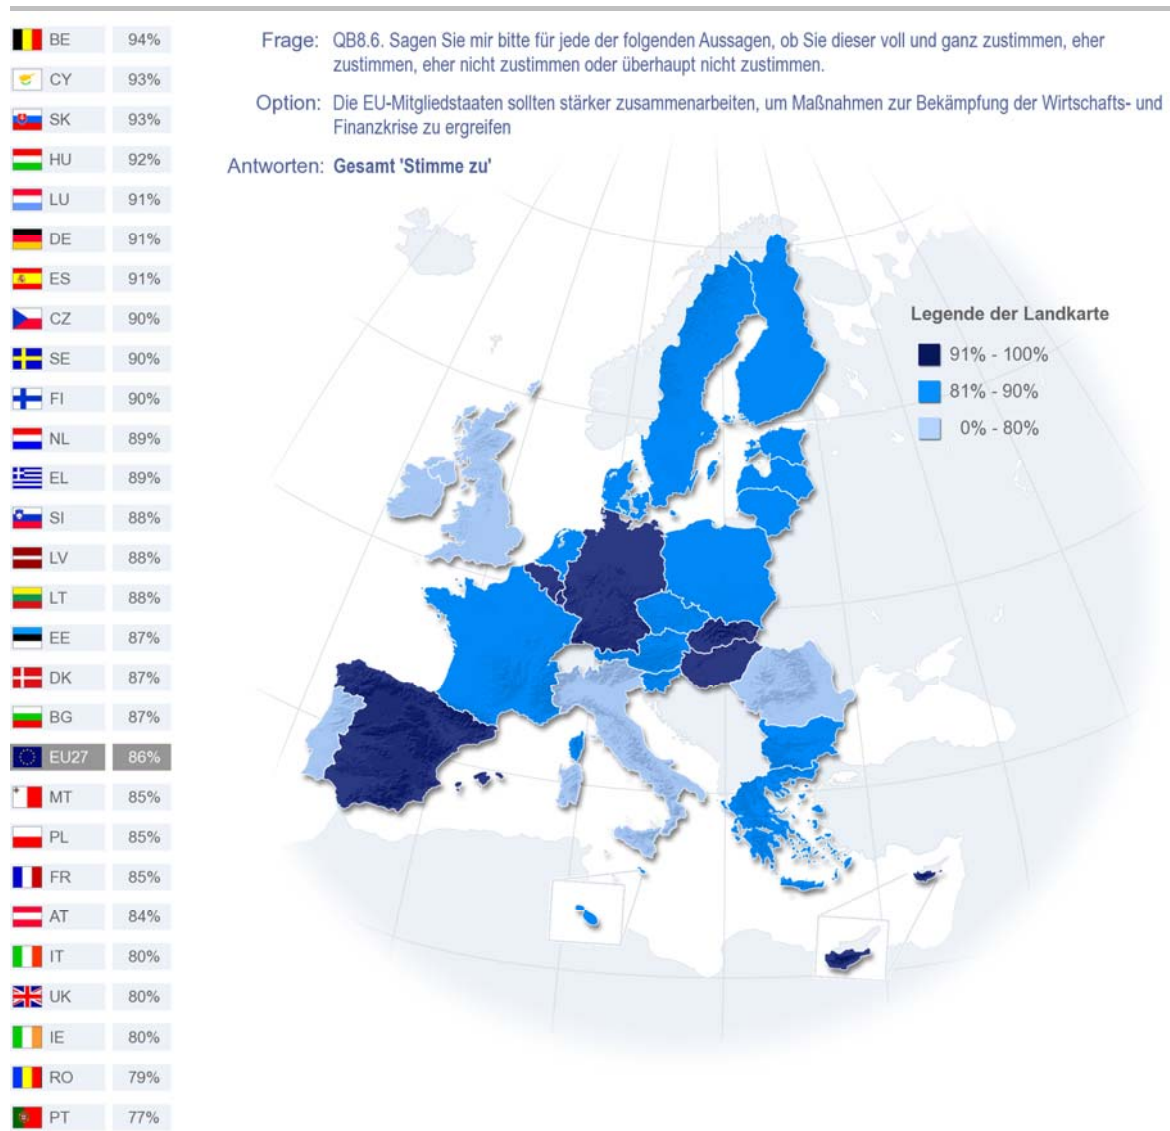 Frage: QB8.6. Sagen Sie mir bitte für jede der folgenden Aussagen, ob Sie dieser voll und ganz zustimmen, eher
zustimmen, eher nicht zustimmen oder überhaupt nicht zustimmen.
Option: Die EU-Mitgliedstaaten sollten stärker zusammenarbeiten, um Maßnahmen zur Bekämpfung der Wirtschafts- und
Finanzkrise zu ergreifen
Antworten: Gesamt 'Stimme zu'
BE 94%
CY 93%
SK 93%
HU 92%
LU 91%
DE 91%
ES 91%
CZ 90%
SE 90%
FI 90%
NL 89%
EL 89%
SI 88%
LV 88%
LT 88%
EE 87%
DK 87%
BG 87%
EU27 86%
MT 85%
PL 85%
FR 85%
AT 84%
IT 80%
UK 80%
IE 80%
RO 79%
PT 77%
Legende der Landkarte
91% - 100%
81% - 90%
0% - 80%